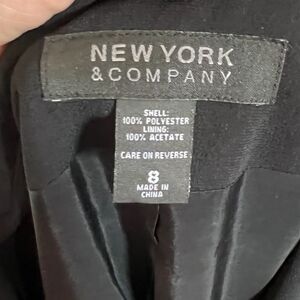 NEW YORK
& COMPANY
SHELL:
100% POLYESTER
LINING:
100% ACETATE
CARE ON REVERSE
8
MADE IN
CHINA